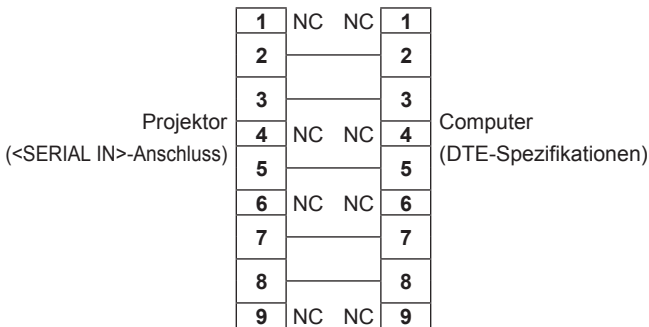 1 NC NC 1
2 2
3 3
Projektor
(<SERIAL IN>-Anschluss)
4 NC NC 4
Computer
(DTE-Spezifikationen)
5 5
6 NC NC 6
7 7
8 8
9 NC NC 9